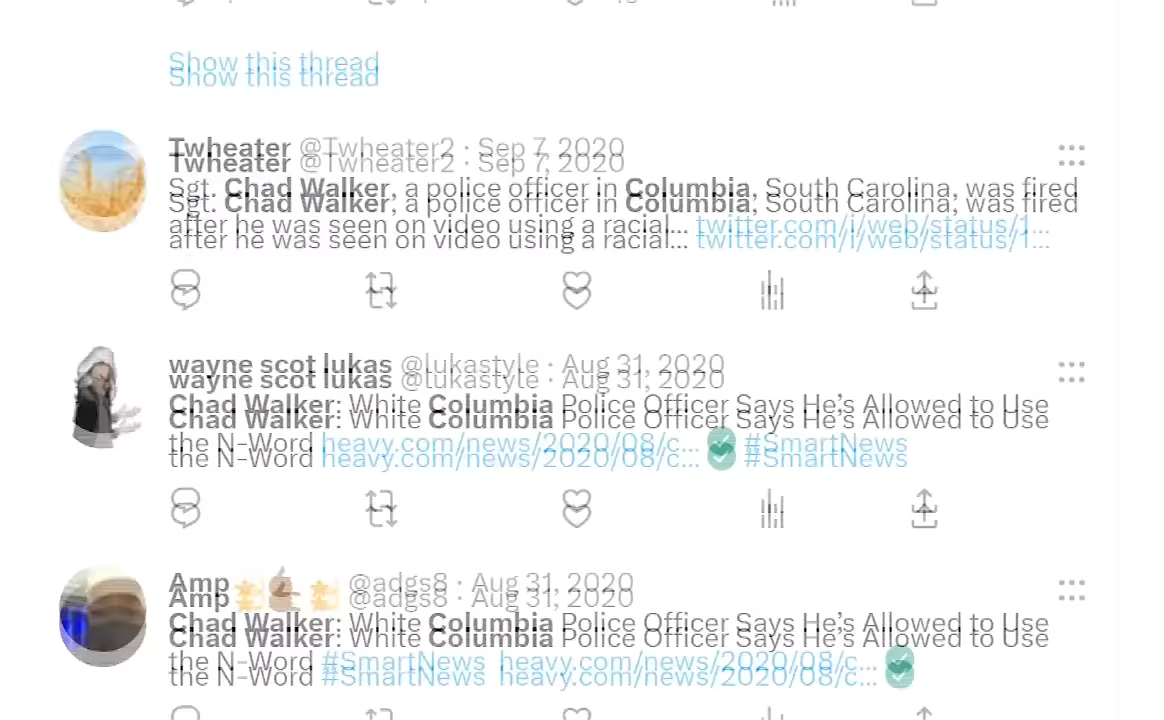 Show this thread
Twheater @Twheater2 · Sep 7, 2020
Sgt. Chad Walker, a police officer in Columbia, South Carolina, was fired
after he was seen on video using a racial... twitter.com/i/web/status/1...
wayne scot lukas @lukastyle · Aug 31, 2020
Chad Walker: White Columbia Police Officer Says He's Allowed to Use
the N-Word heavy.com/news/2020/08/c... #SmartNews
Amp @adgs8 · Aug 31, 2020
Chad Walker: White Columbia Police Officer Says He's Allowed to Use
the N-Word #SmartNews heavy.com/news/2020/08/c...